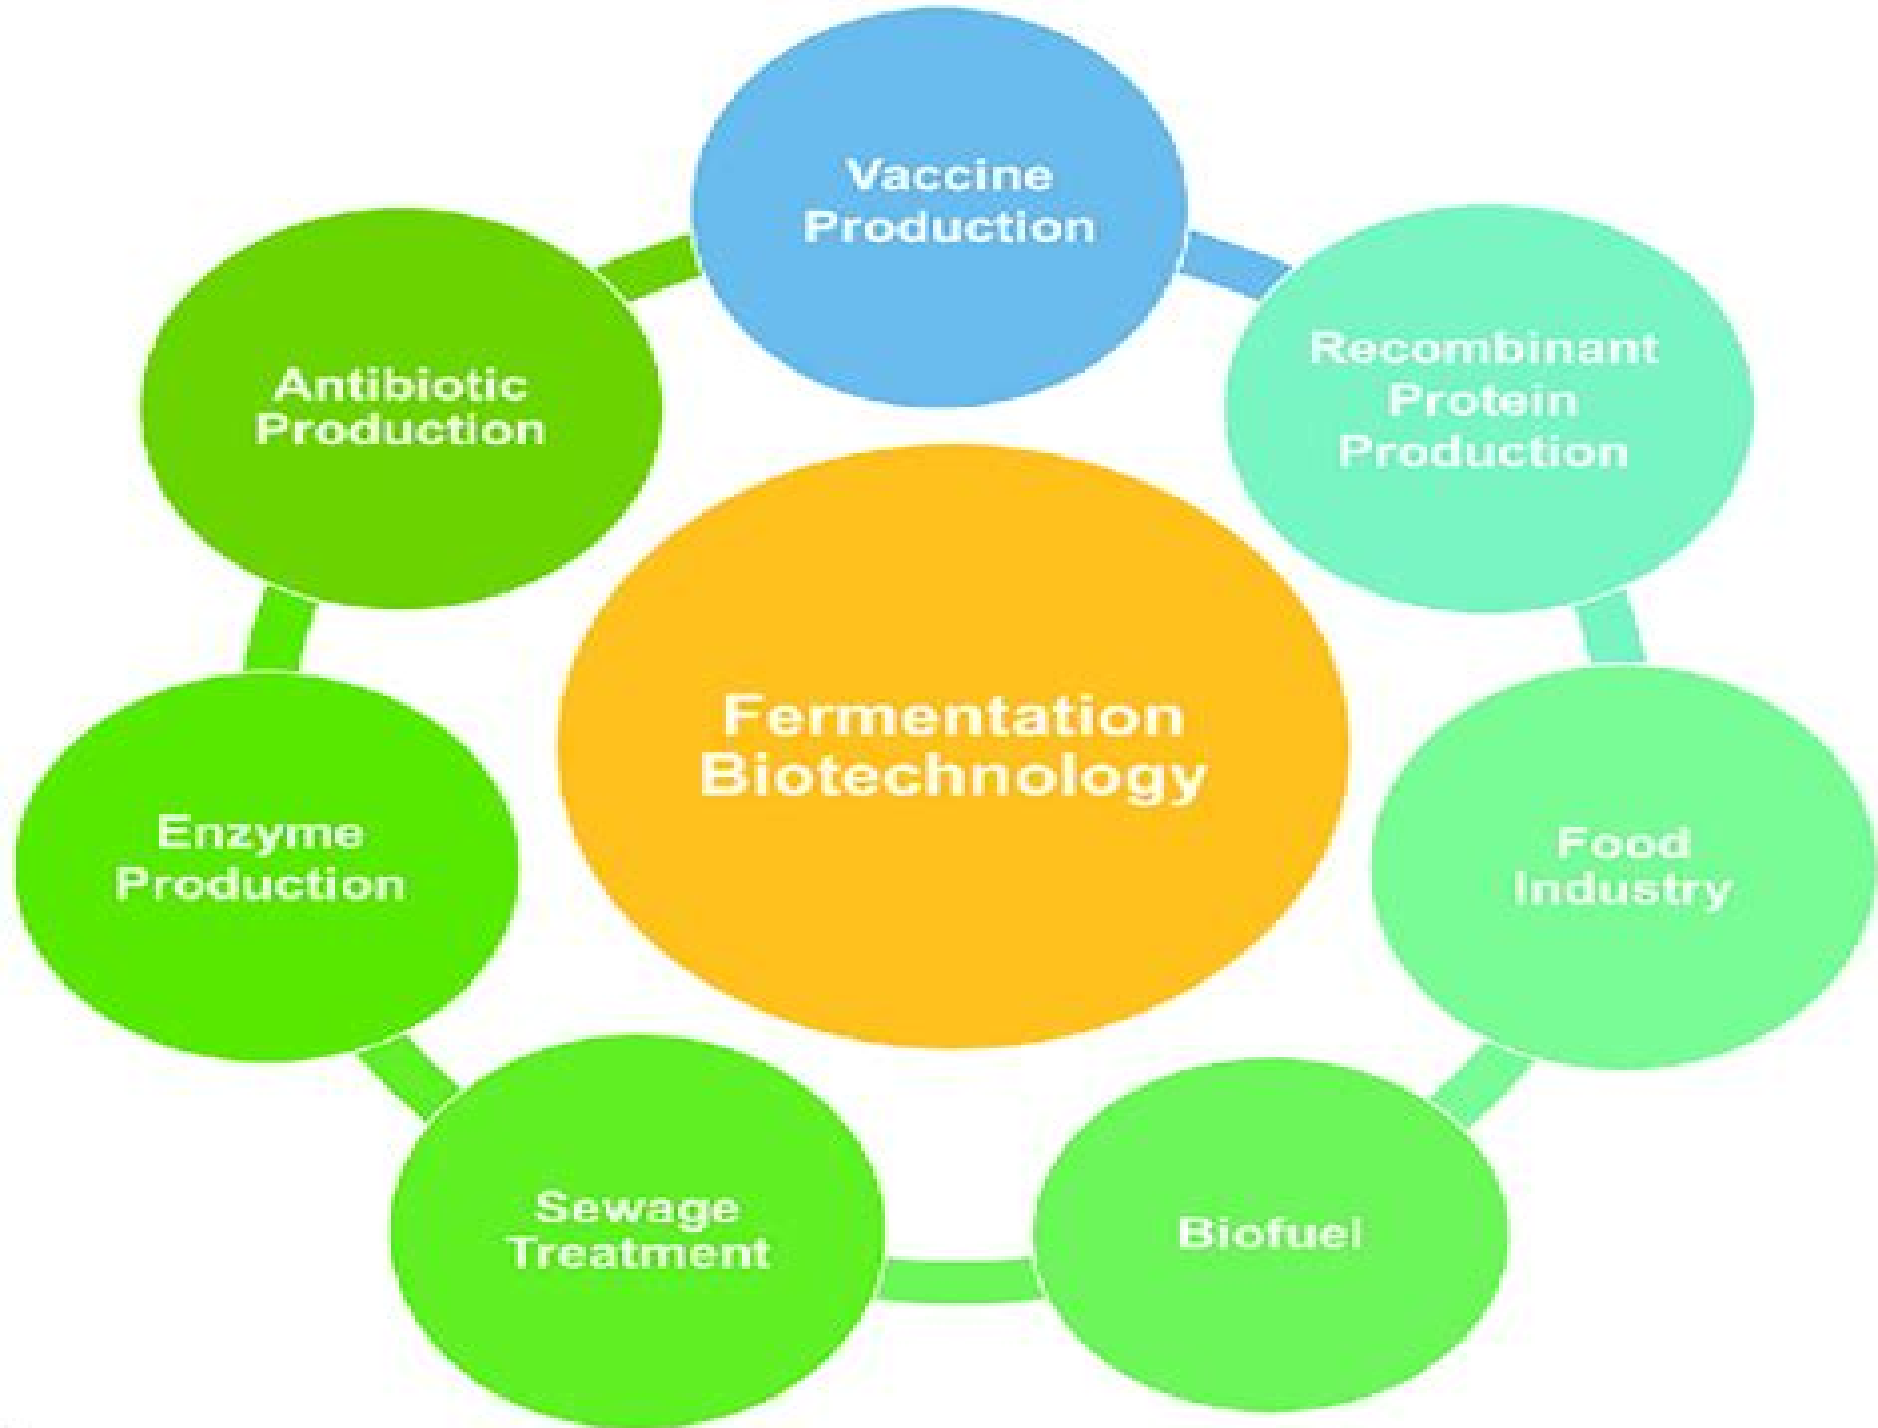 Vaccine
Production
Recombinant
Protein
Production
Food
Industry
Biofuel
Sewage
Treatment
Enzyme
Production
Antibiotic
Production
Fermentation
Biotechnology